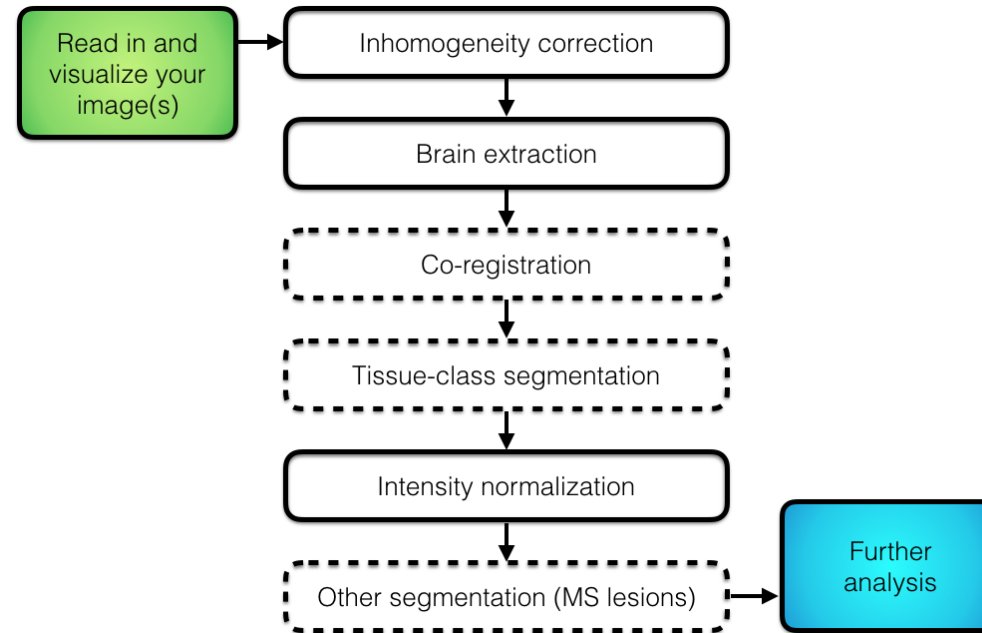 Read in and
visualize your
image(s)
Inhomogeneity correction
Brain extraction
Co-registration
Tissue-class segmentation
Intensity normalization
Other segmentation (MS lesions)
Further
analysis